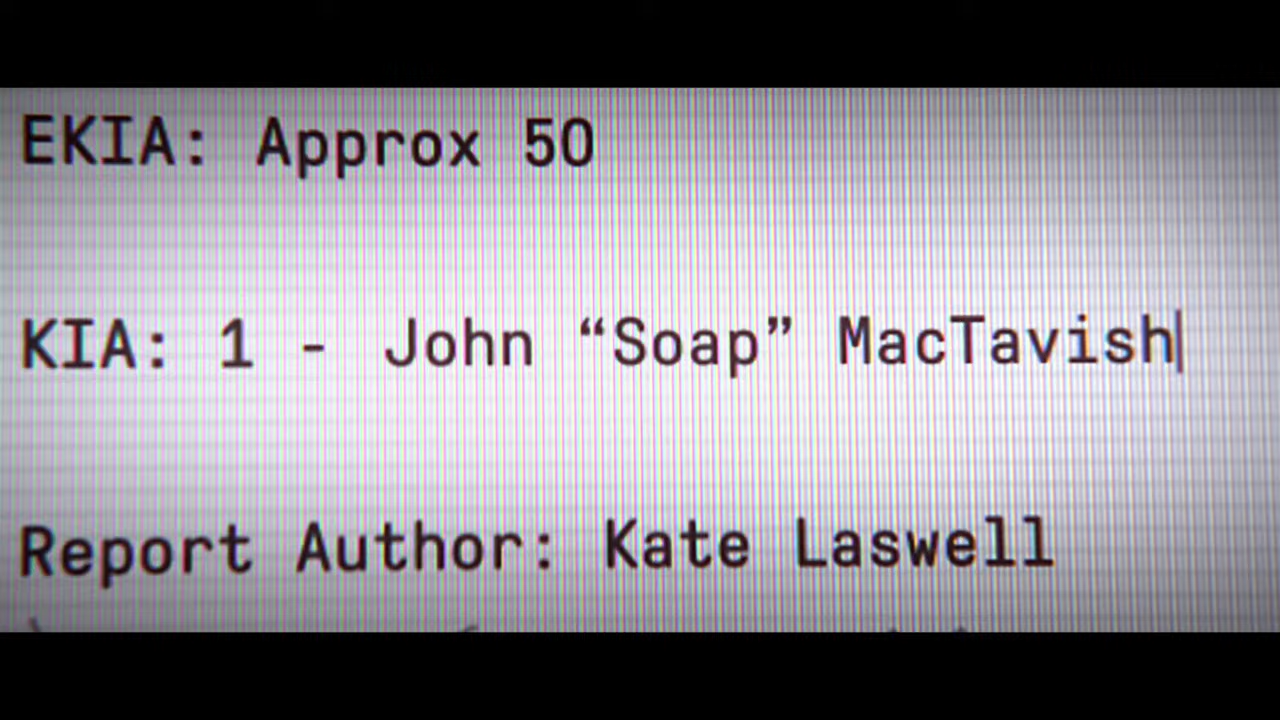 EKIA: Approx 50
KIA: 1 - John “Soap” MacTavish
Report Author: Kate Laswell